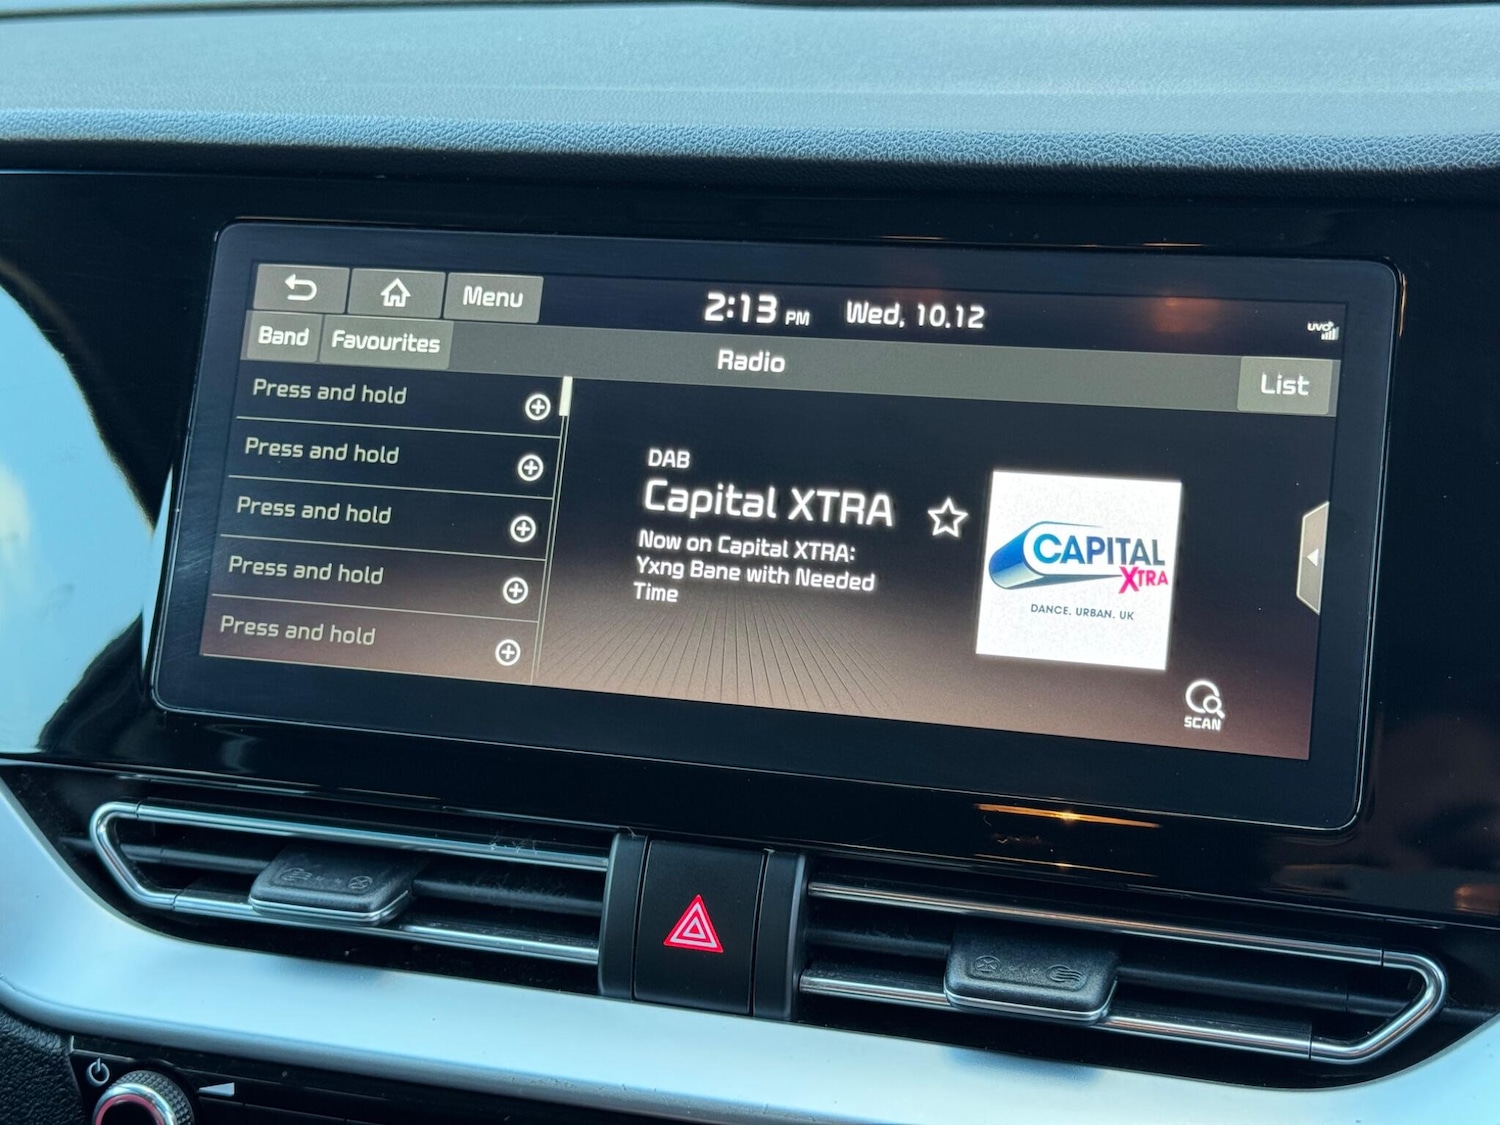 Menu
2:13 PM Wed, 10.12
UVO
Band
Favourites
Radio
List
Press and hold
Press and hold
Press and hold
Press and hold
Press and hold
DAB
Capital XTRA
Now on Capital XTRA:
Yxng Bane with Needed
Time
CAPITAL
XTRA
DANCE. URBAN. UK
SCAN